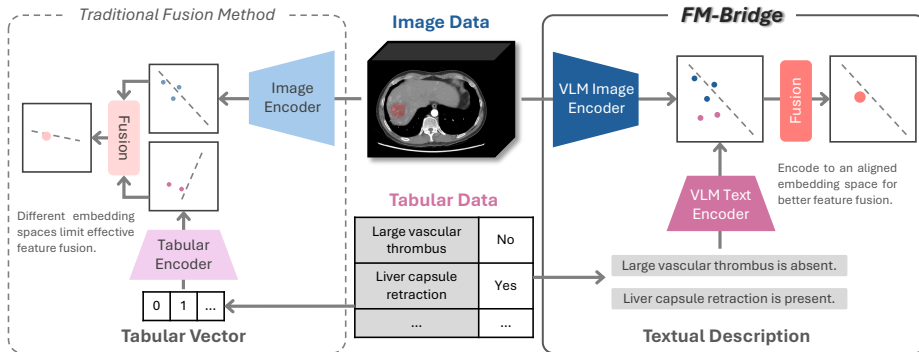 Traditional Fusion Method
Image Data
FM-Bridge
Image
Encoder
VLM Image
Encoder
Fusion
Fusion
Different embedding
spaces limit effective
feature fusion.
Tabular
Encoder
0 1 ...
Tabular Vector
Tabular Data
Large vascular
thrombus
No
Liver capsule
retraction
Yes
... ...
Encode to an aligned
embedding space for
better feature fusion.
VLM Text
Encoder
Large vascular thrombus is absent.
Liver capsule retraction is present.
Textual Description